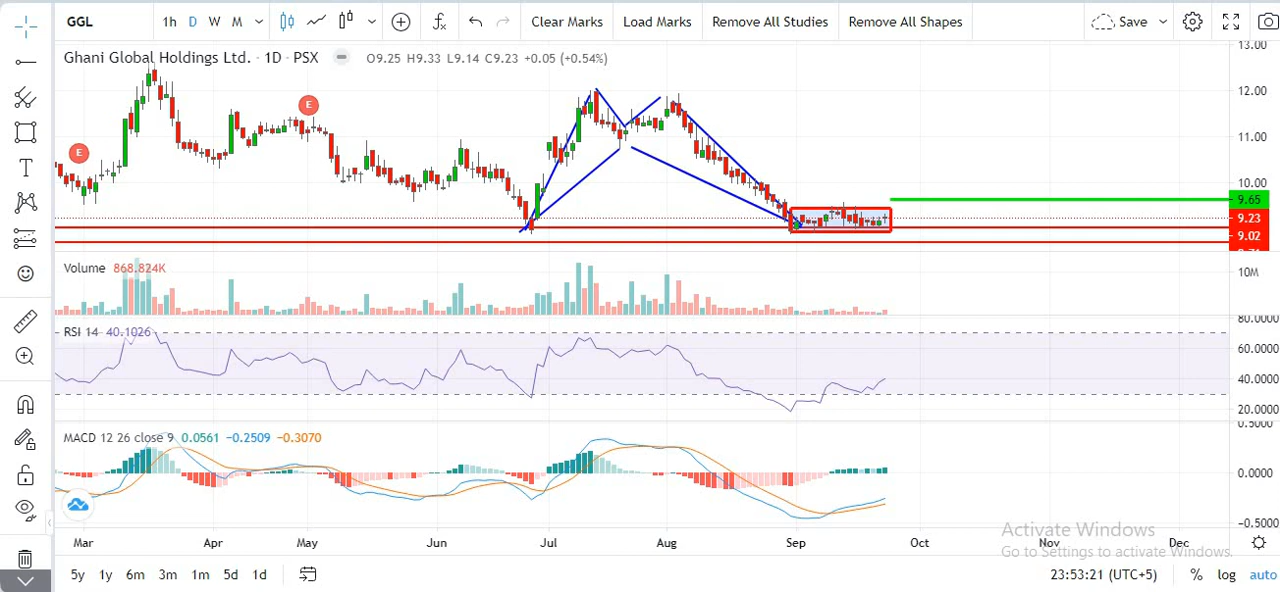 GGL 1h D W M Clear Marks Load Marks Remove All Studies Remove All Shapes Save
Ghani Global Holdings Ltd. · 1D · PSX O9.25 H9.33 L9.14 C9.23 +0.05 (+0.54%)
13.00
12.00
E
11.00
E
10.00
9.65
9.23
9.02
Volume 868.824K
10M
80.0000
RSI 14 40.1026
60.0000
40.0000
20.0000
0.5000
MACD 12 26 close 9 0.0561 −0.2509 −0.3070
0.0000
−0.5000
Activate Windows
Mar Apr May Jun Jul Aug Sep Oct Nov Dec
Go to Settings to activate Windows.
5y 1y 6m 3m 1m 5d 1d 23:53:21 (UTC+5) % log auto